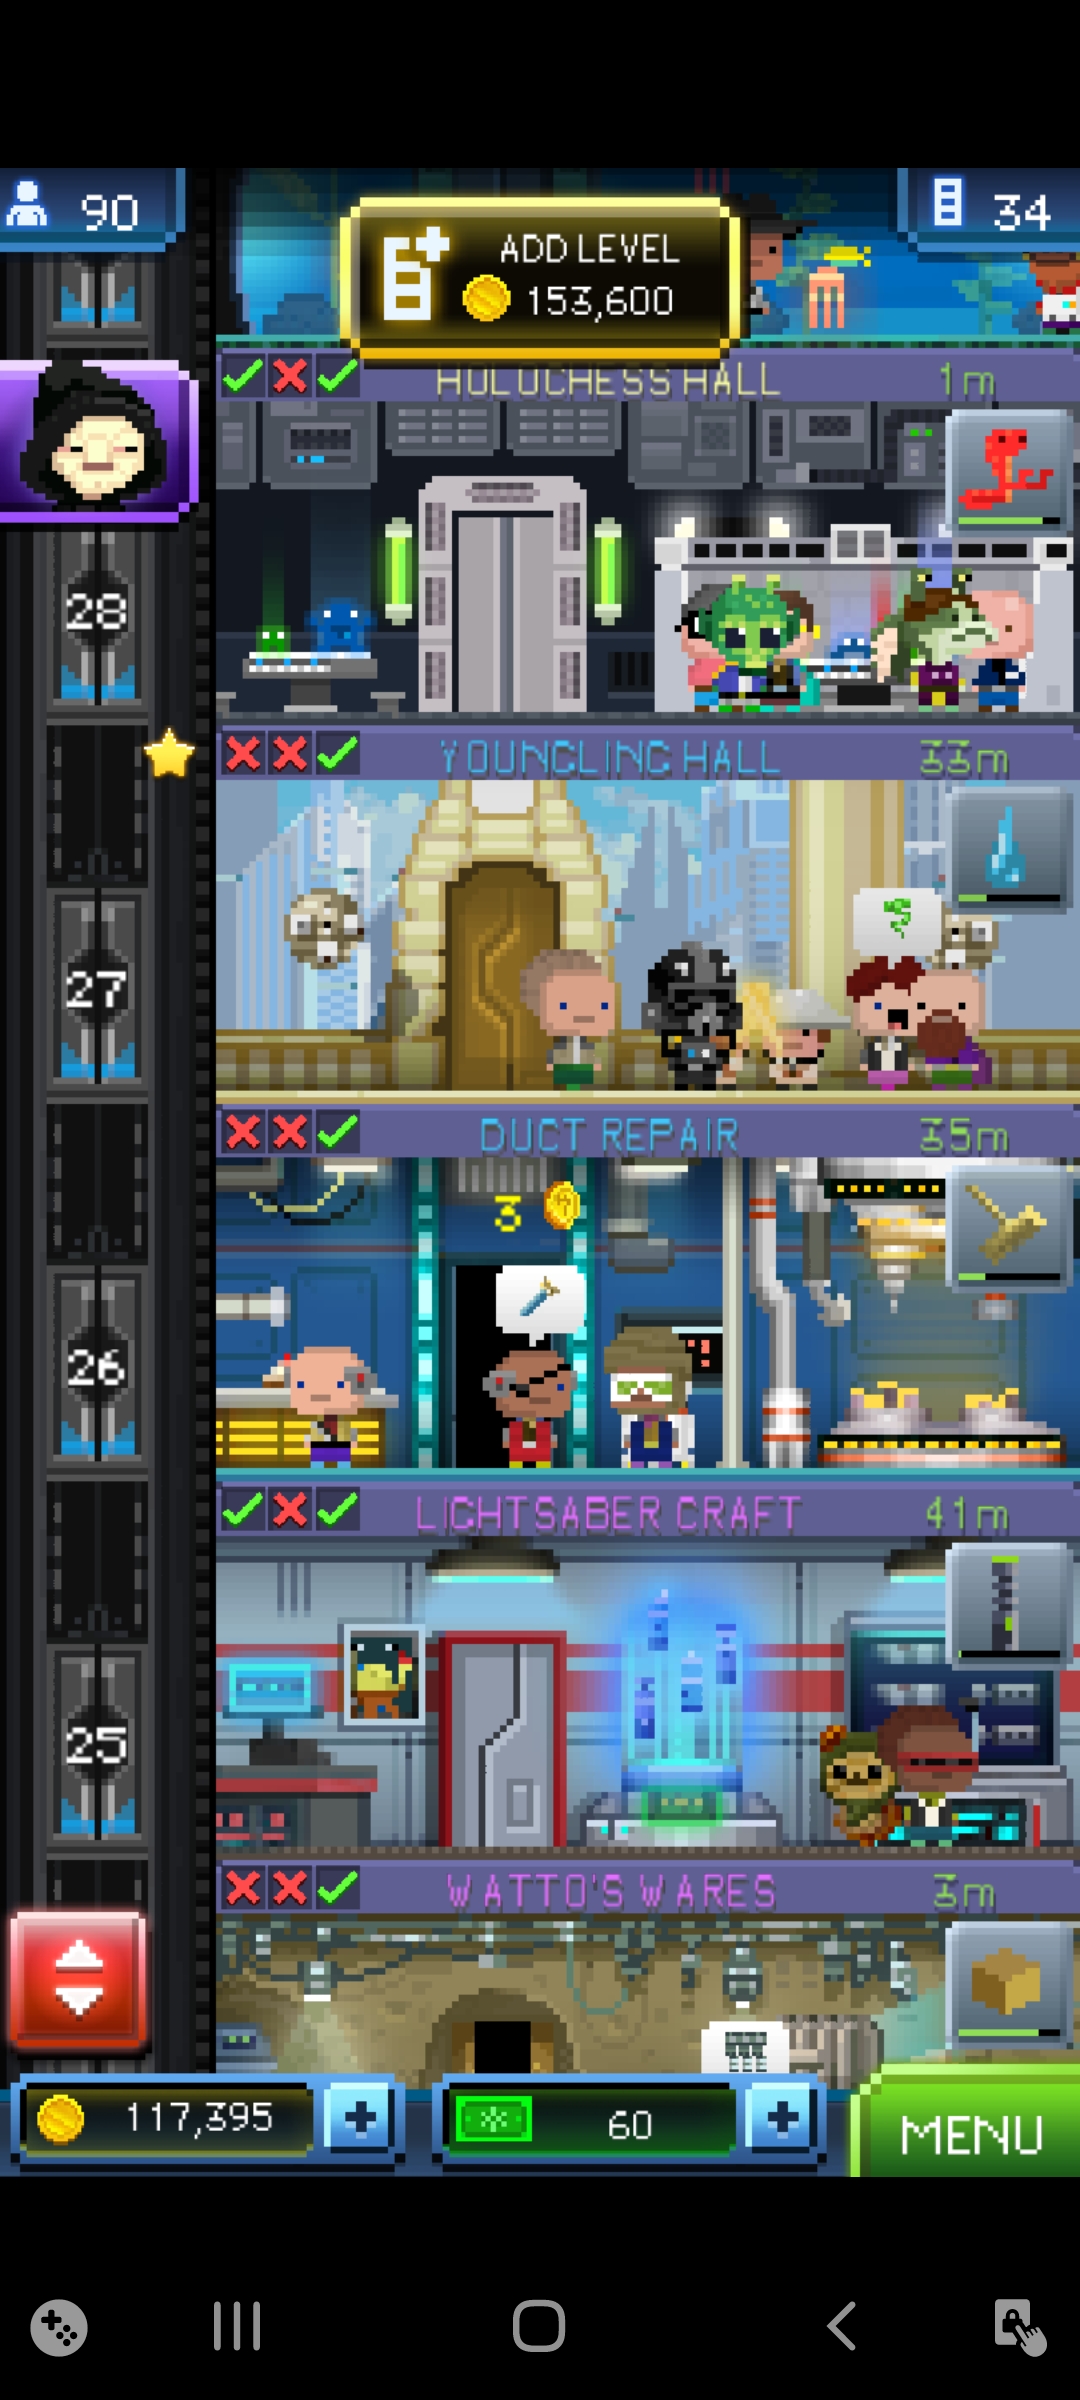 90
ADD LEVEL
153,600
34
HOLOCHESS HALL
1m
28
YOUNGLING HALL
33m
27
DUCT REPAIR
35m
3
26
LIGHTSABER CRAFT
41m
25
WATTO'S WARES
3m
117,395
60
MENU